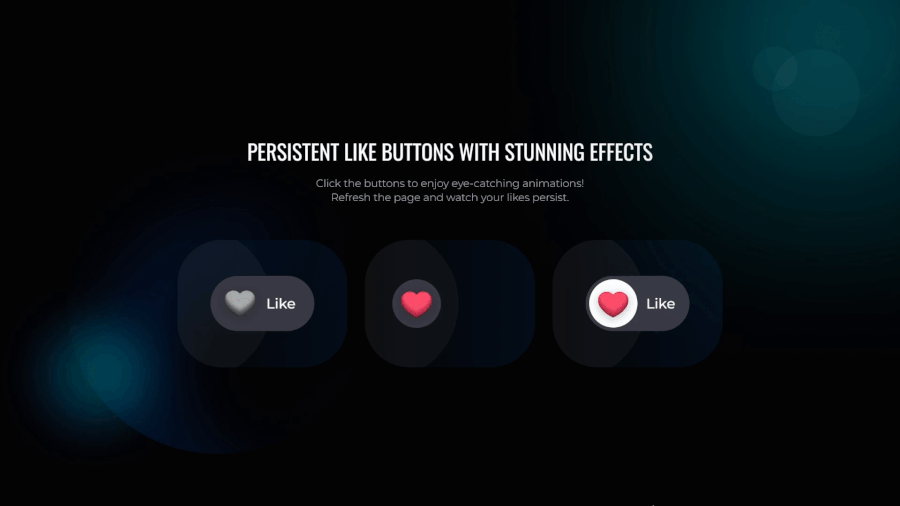 PERSISTENT LIKE BUTTONS WITH STUNNING EFFECTS
Click the buttons to enjoy eye-catching animations!
Refresh the page and watch your likes persist.
Like
Like